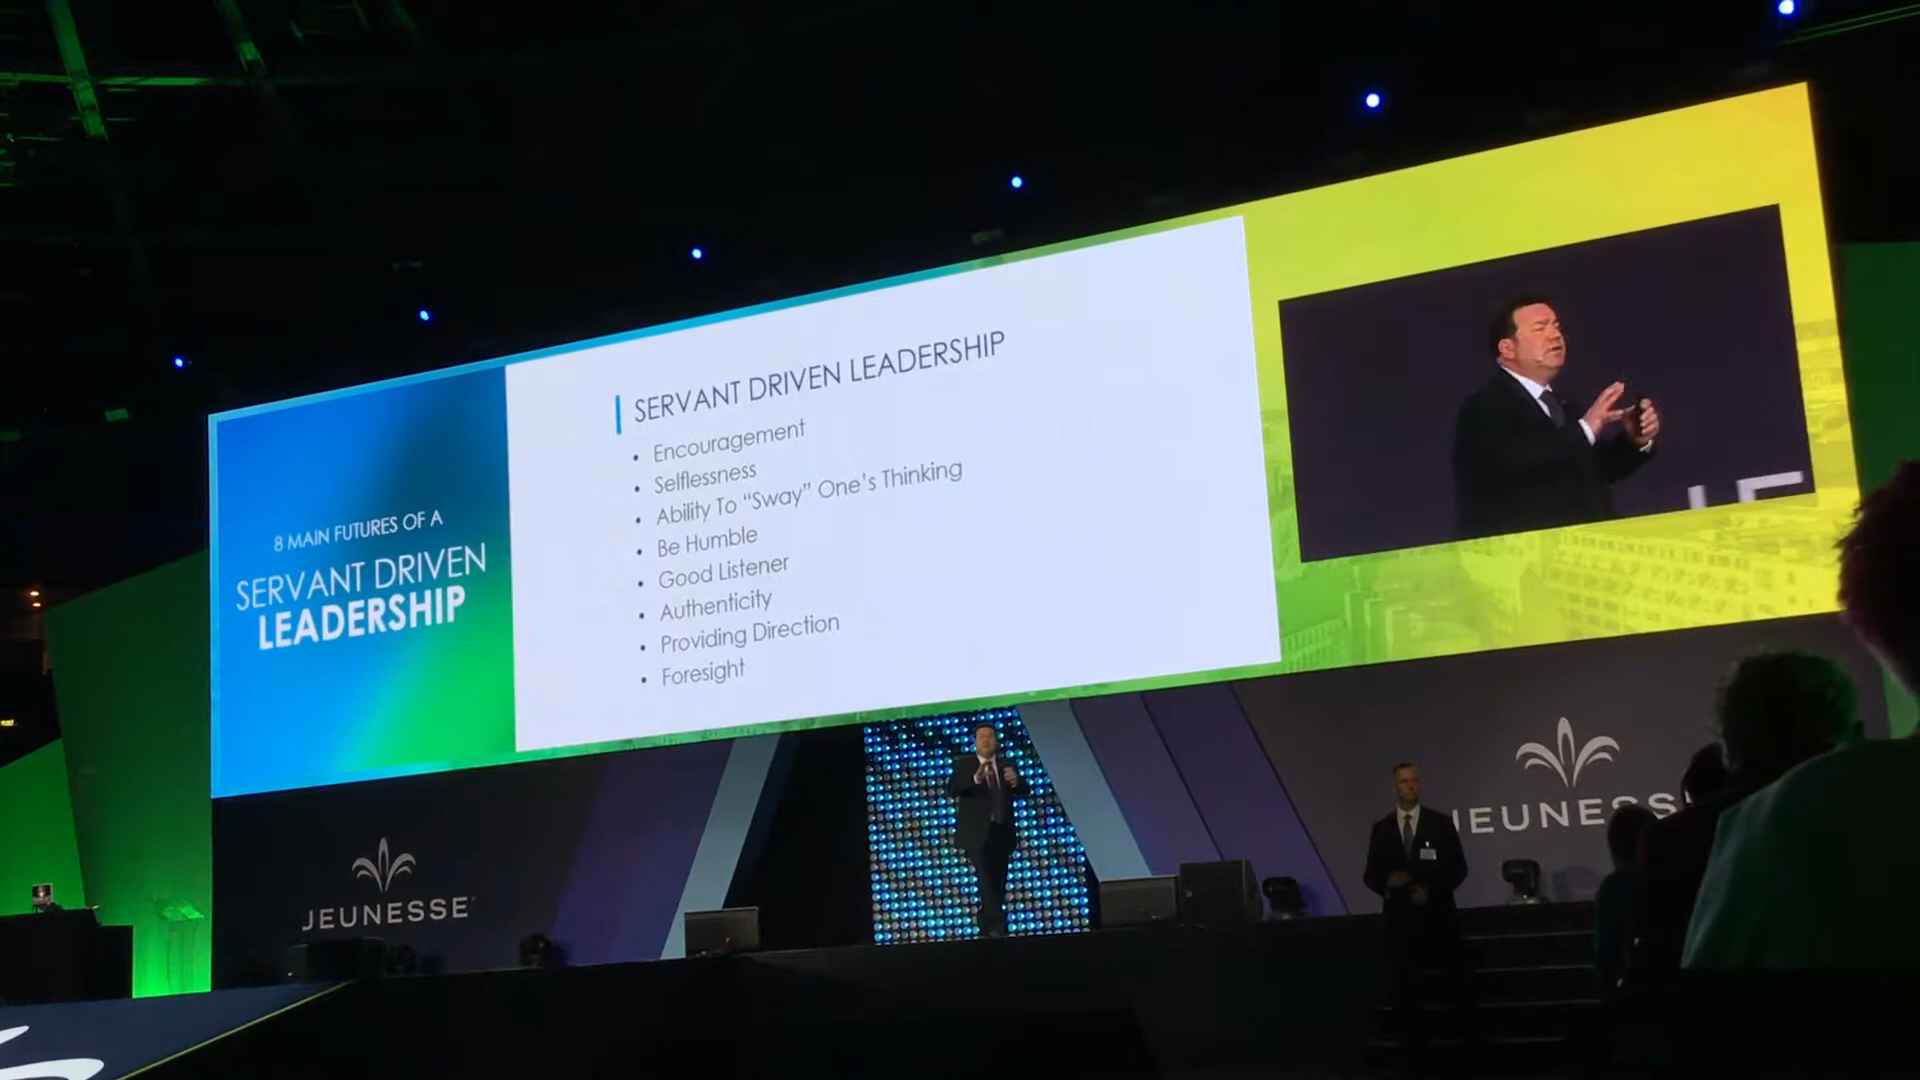 8 MAIN FUTURES OF A
SERVANT DRIVEN
LEADERSHIP
SERVANT DRIVEN LEADERSHIP
• Encouragement
• Selflessness
• Ability To “Sway” One’s Thinking
• Be Humble
• Good Listener
• Authenticity
• Providing Direction
• Foresight
JEUNESSE
JEUNESS